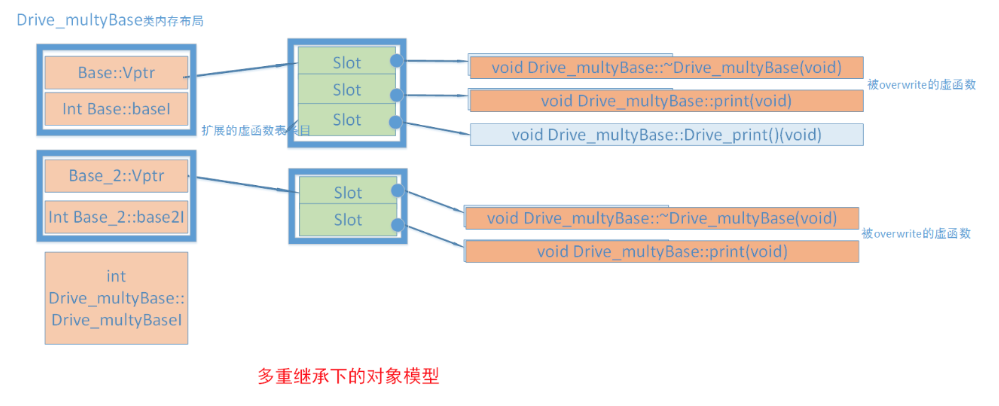 Drive_multyBase类内存布局
Base::Vptr
Int Base::baseI
Slot
Slot
Slot
void Drive_multyBase::~Drive_multyBase(void)
void Drive_multyBase::print(void)
void Drive_multyBase::Drive_print()(void)
被overwrite的虚函数
扩展的虚函数表条目
Base_2::Vptr
Int Base_2::base2I
Slot
Slot
void Drive_multyBase::~Drive_multyBase(void)
void Drive_multyBase::print(void)
被overwrite的虚函数
int
Drive_multyBase::
Drive_multyBaseI
多重继承下的对象模型